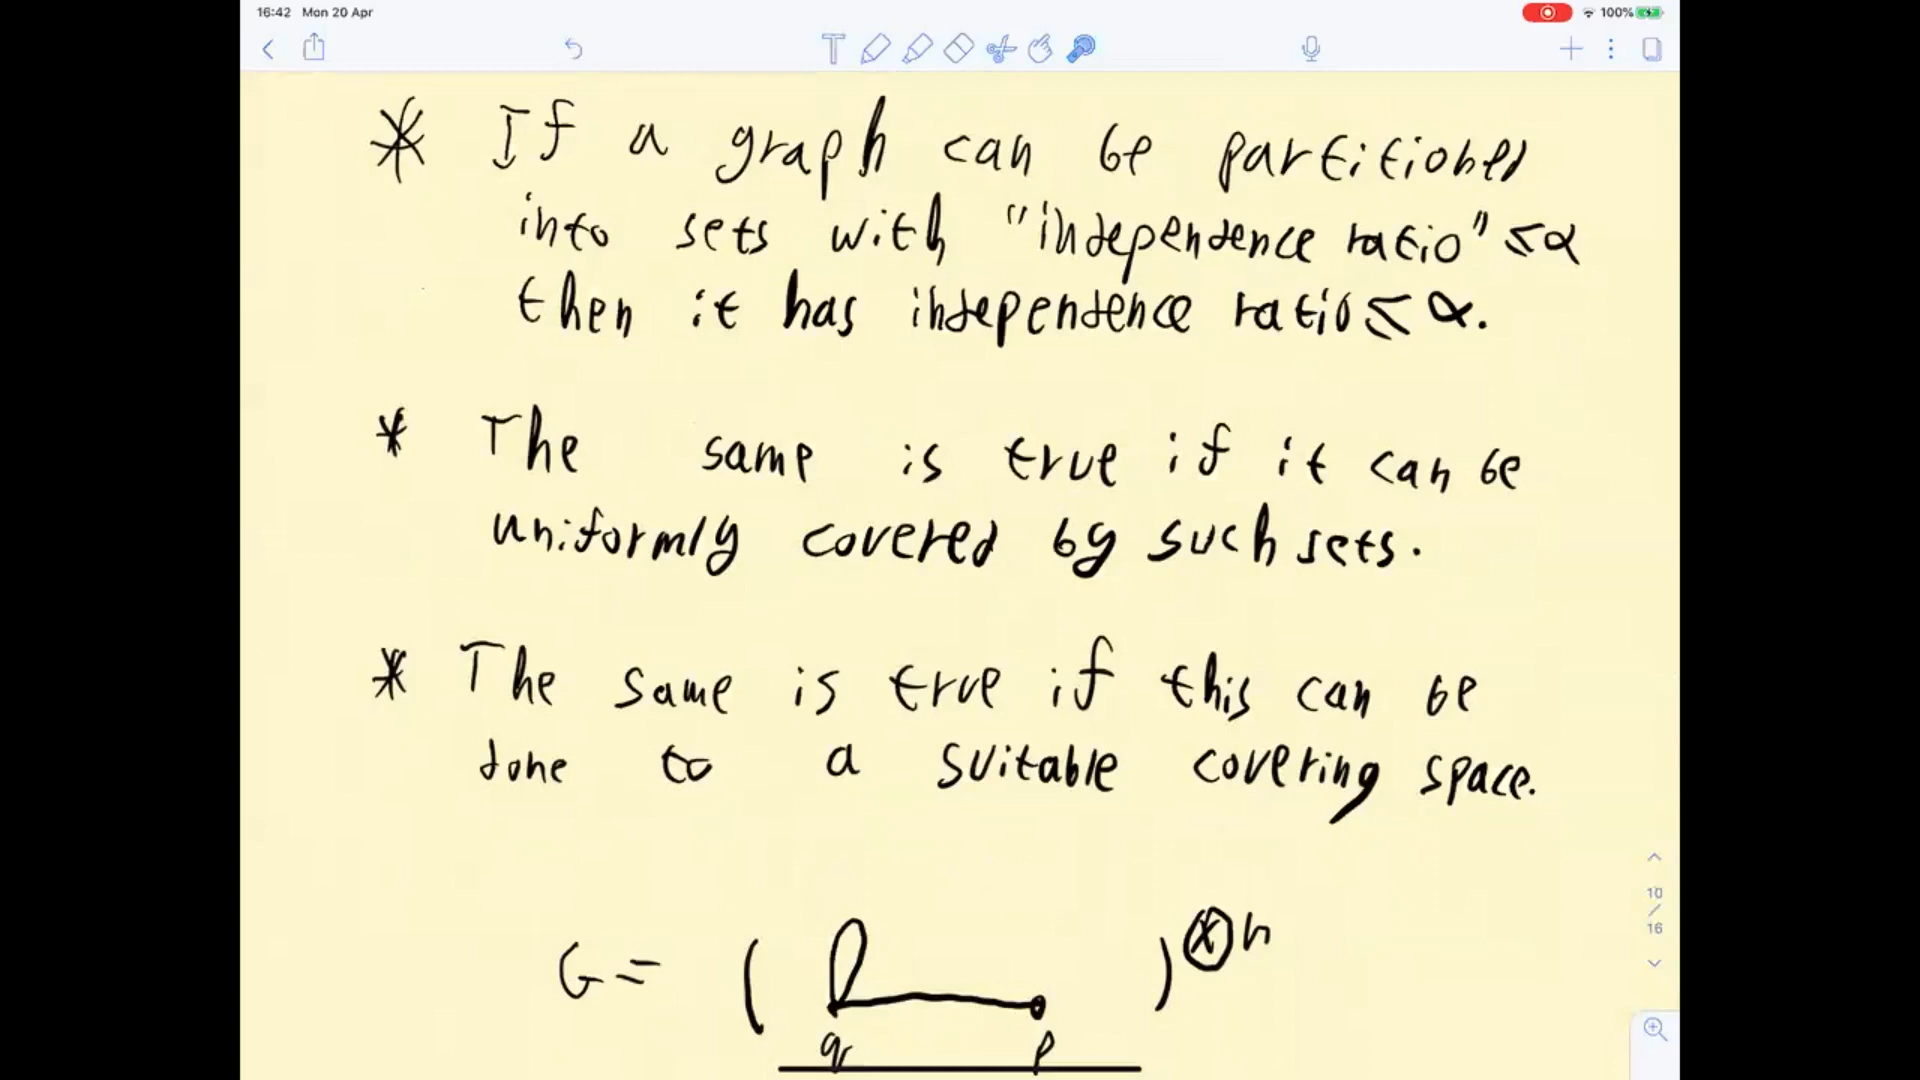 16:42 Mon 20 Apr
100%
* If a graph can be partitioned
into sets with "independence ratio" ≤ α
then it has independence ratio ≤ α.
* The same is true if it can be
uniformly covered by such sets.
* The same is true if this can be
done to a suitable covering space.
G = ( )⊗n
q p
10
/
16